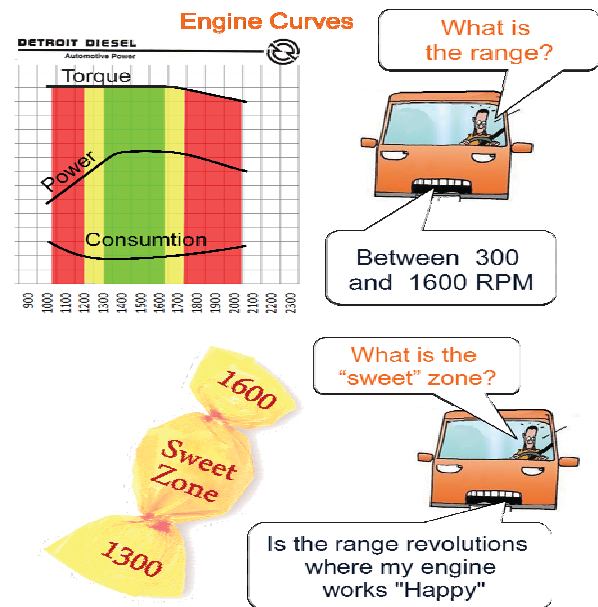 Engine Curves
DETROIT DIESEL
Automotive Power
What is
the range?
Torque
Power
Consumtion
Between 300
and 1600 RPM
900 1000 1100 1200 1300 1400 1500 1600 1700 1800 1900 2000 2100 2200 2300
What is the
“sweet” zone?
1600
Sweet
Zone
1300
Is the range revolutions
where my engine
works "Happy"